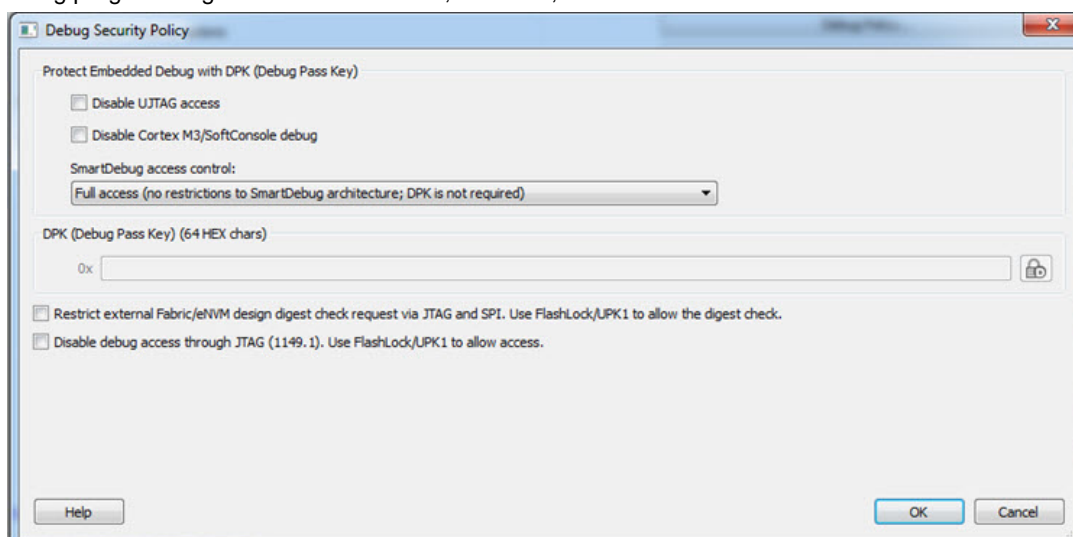 Debug Security Policy
Protect Embedded Debug with DPK (Debug Pass Key)
Disable UJTAG access
Disable Cortex M3/SoftConsole debug
SmartDebug access control:
Full access (no restrictions to SmartDebug architecture; DPK is not required)
DPK (Debug Pass Key) (64 HEX chars)
0x
Restrict external Fabric/eNVM design digest check request via JTAG and SPI. Use FlashLock/UPK1 to allow the digest check.
Disable debug access through JTAG (1149.1). Use FlashLock/UPK1 to allow access.
Help OK Cancel